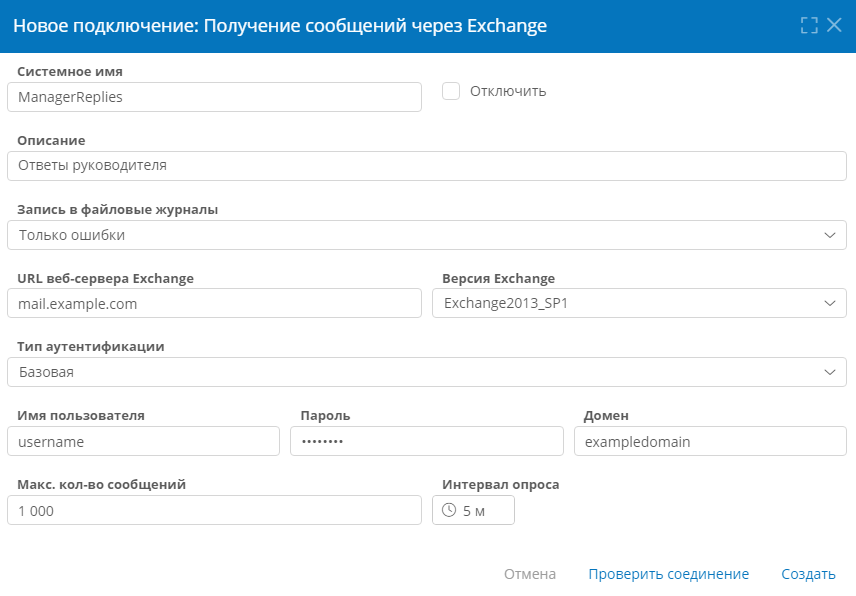 Новое подключение: Получение сообщений через Exchange
Системное имя
ManagerReplies
Отключить
Описание
Ответы руководителя
Запись в файловые журналы
Только ошибки
URL веб-сервера Exchange
Версия Exchange
mail.example.com
Exchange2013_SP1
Тип аутентификации
Базовая
Имя пользователя
Пароль
Домен
username
••••••••
exampledomain
Макс. кол-во сообщений
Интервал опроса
1 000
5 м
Отмена
Проверить соединение
Создать